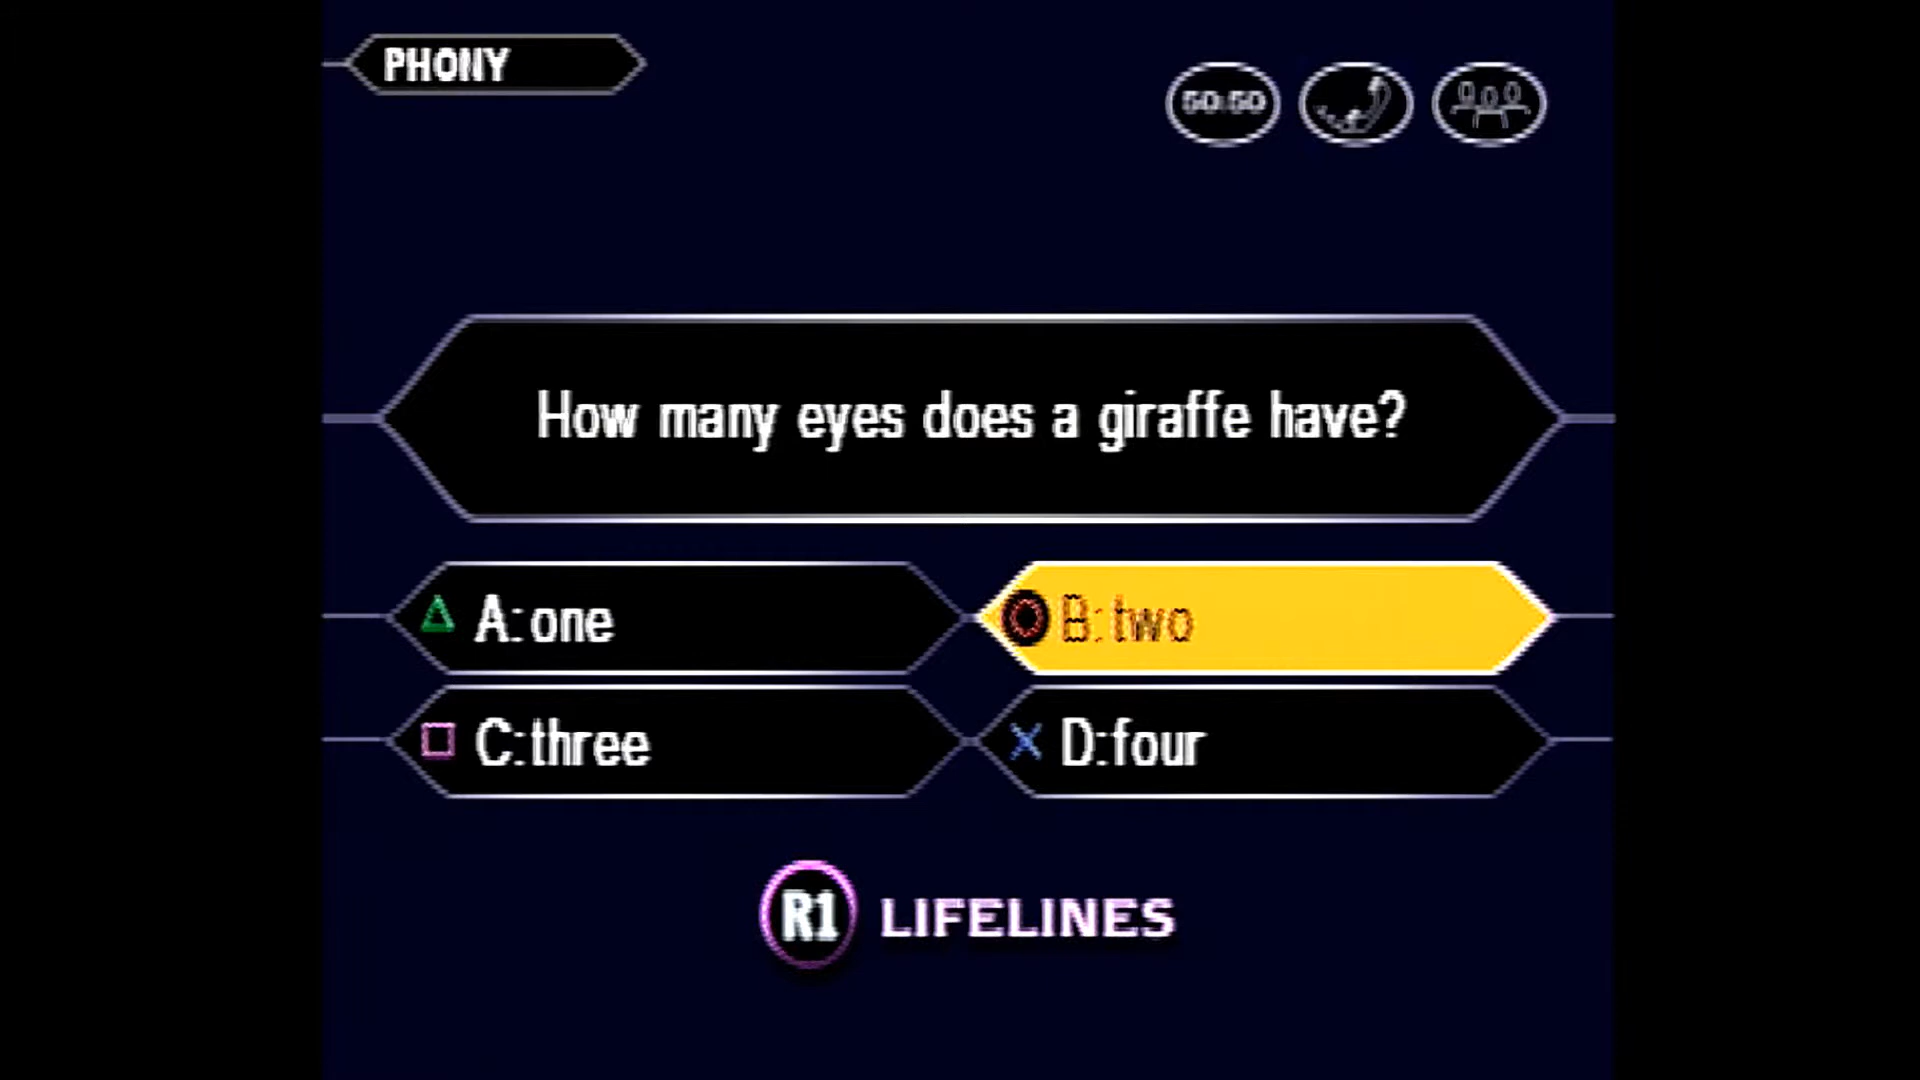 PHONY
50:50
How many eyes does a giraffe have?
A: one
B: two
C: three
D: four
R1 LIFELINES